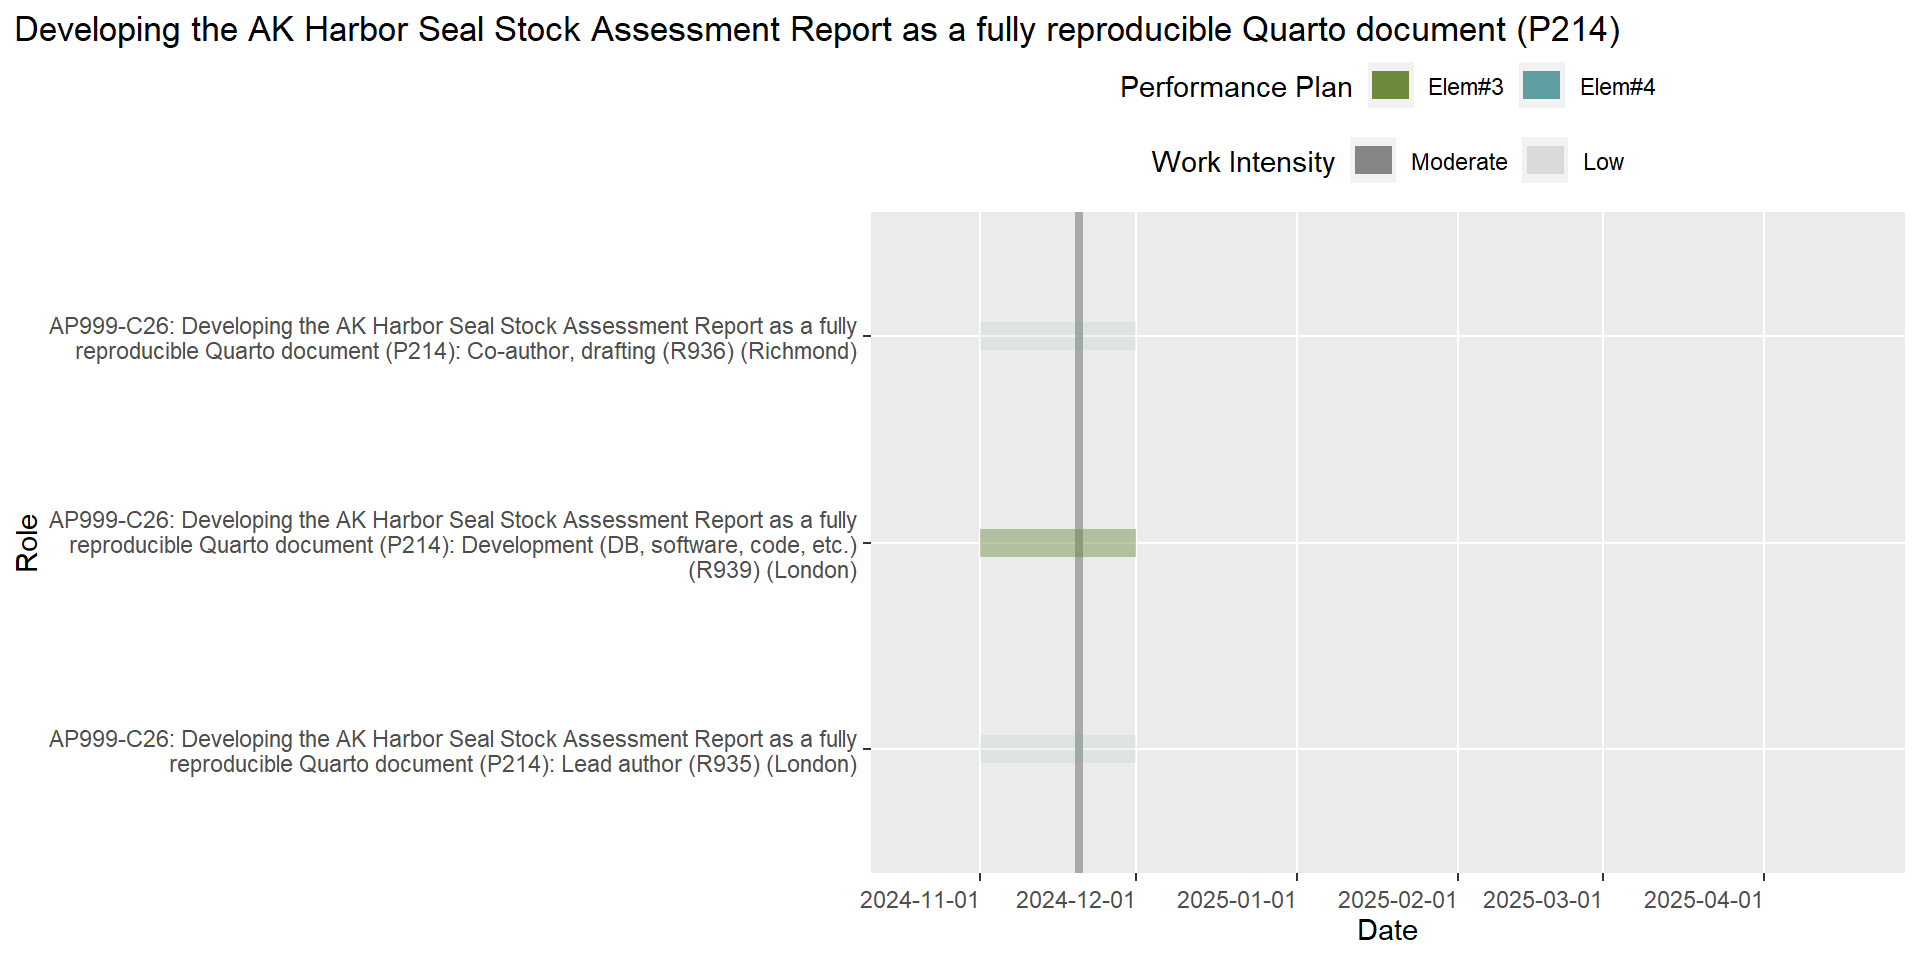 Developing the AK Harbor Seal Stock Assessment Report as a fully reproducible Quarto document (P214)
Performance Plan Elem#3 Elem#4
Work Intensity Moderate Low
AP999-C26: Developing the AK Harbor Seal Stock Assessment Report as a fully
reproducible Quarto document (P214): Co-author, drafting (R936) (Richmond)
Role
AP999-C26: Developing the AK Harbor Seal Stock Assessment Report as a fully
reproducible Quarto document (P214): Development (DB, software, code, etc.)
(R939) (London)
AP999-C26: Developing the AK Harbor Seal Stock Assessment Report as a fully
reproducible Quarto document (P214): Lead author (R935) (London)
2024-11-01 2024-12-01 2025-01-01 2025-02-01 2025-03-01 2025-04-01
Date